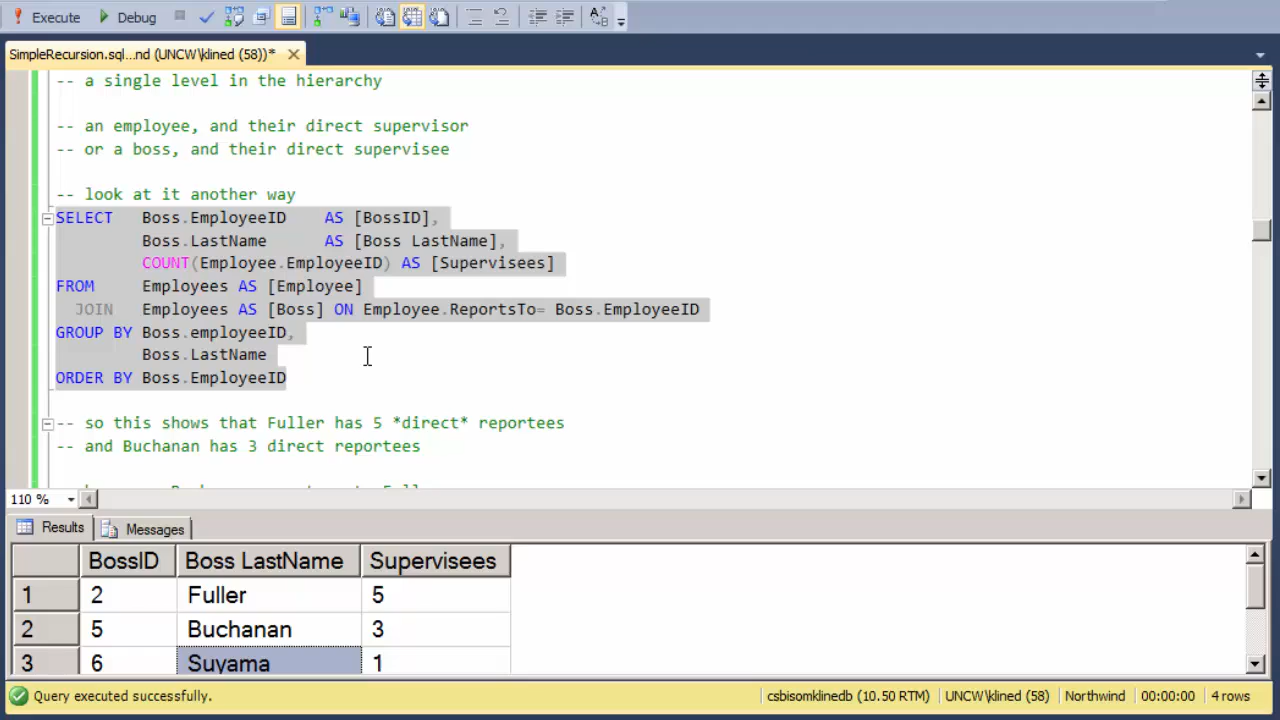 Execute Debug
SimpleRecursion.sql...nd (UNCW\klined (58))*
-- a single level in the hierarchy
-- an employee, and their direct supervisor
-- or a boss, and their direct supervisee
-- look at it another way
SELECT Boss.EmployeeID AS [BossID],
Boss.LastName AS [Boss LastName],
COUNT(Employee.EmployeeID) AS [Supervisees]
FROM Employees AS [Employee]
JOIN Employees AS [Boss] ON Employee.ReportsTo= Boss.EmployeeID
GROUP BY Boss.employeeID,
Boss.LastName
ORDER BY Boss.EmployeeID
-- so this shows that Fuller has 5 *direct* reportees
-- and Buchanan has 3 direct reportees
110 %
Results Messages
BossID Boss LastName Supervisees
1 2 Fuller 5
2 5 Buchanan 3
3 6 Suyama 1
Query executed successfully. csbisomklinedb (10.50 RTM) UNCW\klined (58) Northwind 00:00:00 4 rows